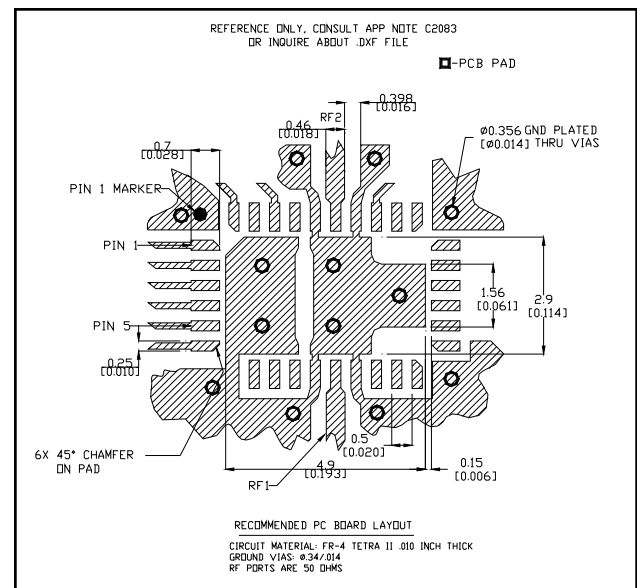 REFERENCE ONLY, CONSULT APP NOTE C2083
OR INQUIRE ABOUT .DXF FILE
-PCB PAD
0.398
[0.016]
RF2
0.46
[0.018]
Ø0.356 GND PLATED
[Ø0.014] THRU VIAS
0.7
[0.028]
PIN 1 MARKER
PIN 1
1.56
[0.061]
2.9
[0.114]
PIN 5
0.25
[0.010]
0.5
[0.020]
6X 45° CHAMFER
ON PAD
4.9
[0.193]
0.15
[0.006]
RF1
RECOMMENDED PC BOARD LAYOUT
CIRCUIT MATERIAL: FR-4 TETRA II .010 INCH THICK
GROUND VIAS: Ø.34/.014
RF PORTS ARE 50 OHMS